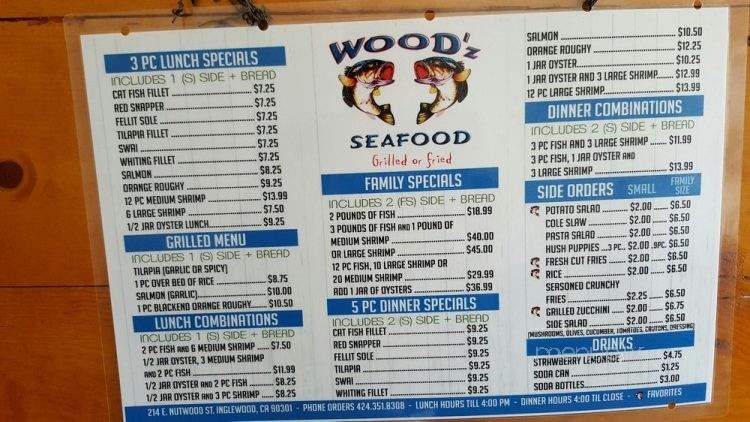 3 PC LUNCH SPECIALS
INCLUDES 1 (S) SIDE + BREAD
CAT FISH FILLET $7.25
RED SNAPPER $7.25
FELLIT SOLE $7.25
TILAPIA FILLET $7.25
SWAI $7.25
WHITING FILLET $7.25
SALMON $8.25
ORANGE ROUGHY $9.25
12 PC MEDIUM SHRIMP $13.99
6 LARGE SHRIMP $7.50
1/2 JAR OYSTER LUNCH $9.25
GRILLED MENU
INCLUDES 1 (S) SIDE + BREAD
TILAPIA (GARLIC OR SPICY)
1 PC OVER BED OF RICE $8.75
SALMON (GARLIC) $10.00
1 PC BLACKEND ORANGE ROUGHY $10.50
LUNCH COMBINATIONS
INCLUDES 1 (S) SIDE + BREAD
2 PC FISH AND 6 MEDIUM SHRIMP $7.50
1/2 JAR OYSTER, 3 MEDIUM SHRIMP
AND 2 PC FISH $11.99
1/2 JAR OYSTER AND 2 PC FISH $8.25
1/2 JAR OYSTER AND 3 PC SHRIMP $8.25
WOOD'z
SEAFOOD
Grilled or fried
FAMILY SPECIALS
INCLUDES 2 (FS) SIDE + BREAD
2 POUNDS OF FISH $18.99
3 POUNDS OF FISH AND 1 POUND OF
MEDIUM SHRIMP $40.00
OR LARGE SHRIMP $45.00
12 PC FISH, 10 LARGE SHRIMP OR
20 MEDIUM SHRIMP $29.99
ADD 1 JAR OF OYSTERS $36.99
5 PC DINNER SPECIALS
INCLUDES 2 (S) SIDE + BREAD
CAT FISH FILLET $9.25
RED SNAPPER $9.25
FELLIT SOLE $9.25
TILAPIA $9.25
SWAI $9.25
WHITING FILLET $9.25
SALMON $10.50
ORANGE ROUGHY $12.25
1 JAR OYSTER $10.25
1 JAR OYSTER AND 3 LARGE SHRIMP $12.99
12 PC LARGE SHRIMP $13.99
DINNER COMBINATIONS
INCLUDES 2 (S) SIDE + BREAD
3 PC FISH AND 3 LARGE SHRIMP $11.99
3 PC FISH, 1 JAR OYSTER AND
3 LARGE SHRIMP $13.99
SIDE ORDERS SMALL FAMILY SIZE
POTATO SALAD $2.00 $6.50
COLE SLAW $2.00 $6.50
PASTA SALAD $2.00 $6.50
HUSH PUPPIES ...3 PC.. $2.00 .9PC. $6.50
FRESH CUT FRIES $2.00 $6.50
RICE $2.00 $6.50
SEASONED CRUNCHY
FRIES $2.25 $6.50
GRILLED ZUCCHINI $2.00 $6.75
SIDE SALAD $2.00 $6.50
(MUSHROOMS, OLIVES, CUCUMBER, TOMATOES, CRUTONS, DRESSING)
DRINKS
STRAWBERRY LEMONADE $4.75
SODA CAN $1.25
SODA BOTTLES $3.00
214 E. NUTWOOD ST. INGLEWOOD, CA 90301 - PHONE ORDERS 424.351.8308 - LUNCH HOURS TILL 4:00 PM - DINNER HOURS 4:00 TIL CLOSE - FAVORITES